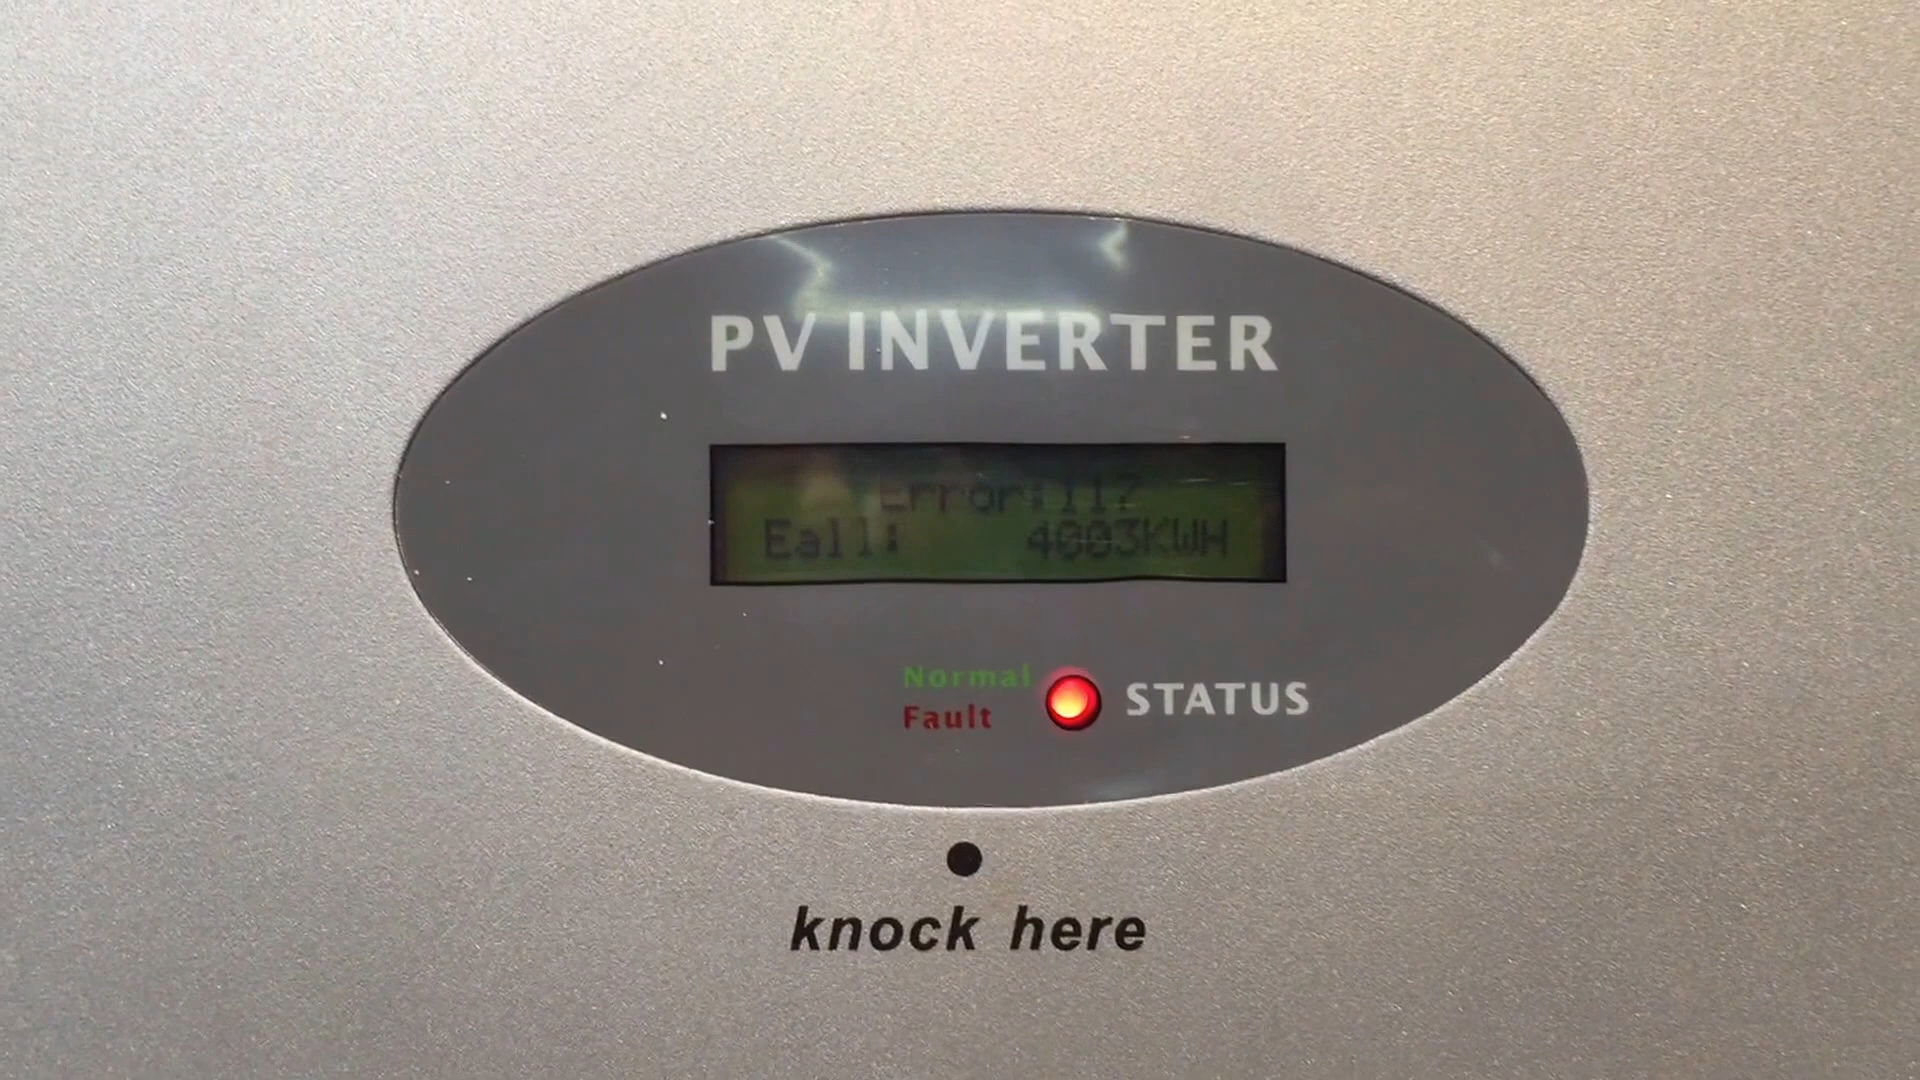 PV INVERTER
Error:117
Eall: 4003KWH
Normal
Fault
STATUS
knock here